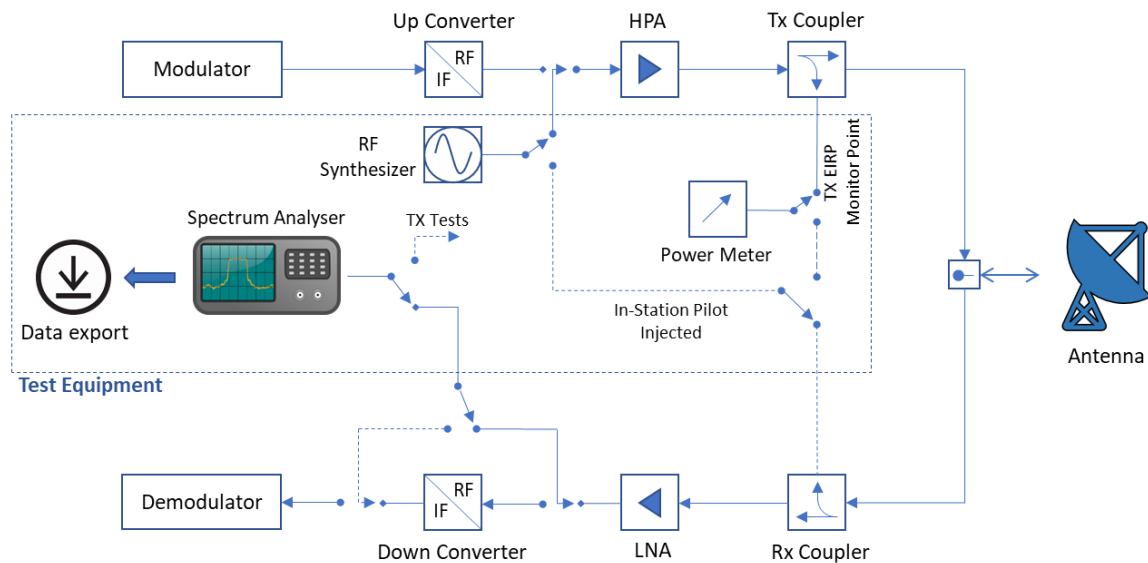 Up Converter
HPA
Tx Coupler
Modulator
RF
IF
RF
Synthesizer
TX EIRP
Monitor Point
Spectrum Analyser
TX Tests
Power Meter
Data export
In-Station Pilot
Injected
Antenna
Test Equipment
Demodulator
RF
IF
Down Converter
LNA
Rx Coupler